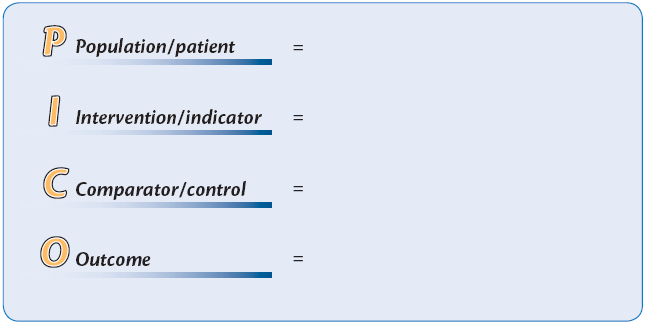 P Population/patient =
I Intervention/indicator =
C Comparator/control =
O Outcome =